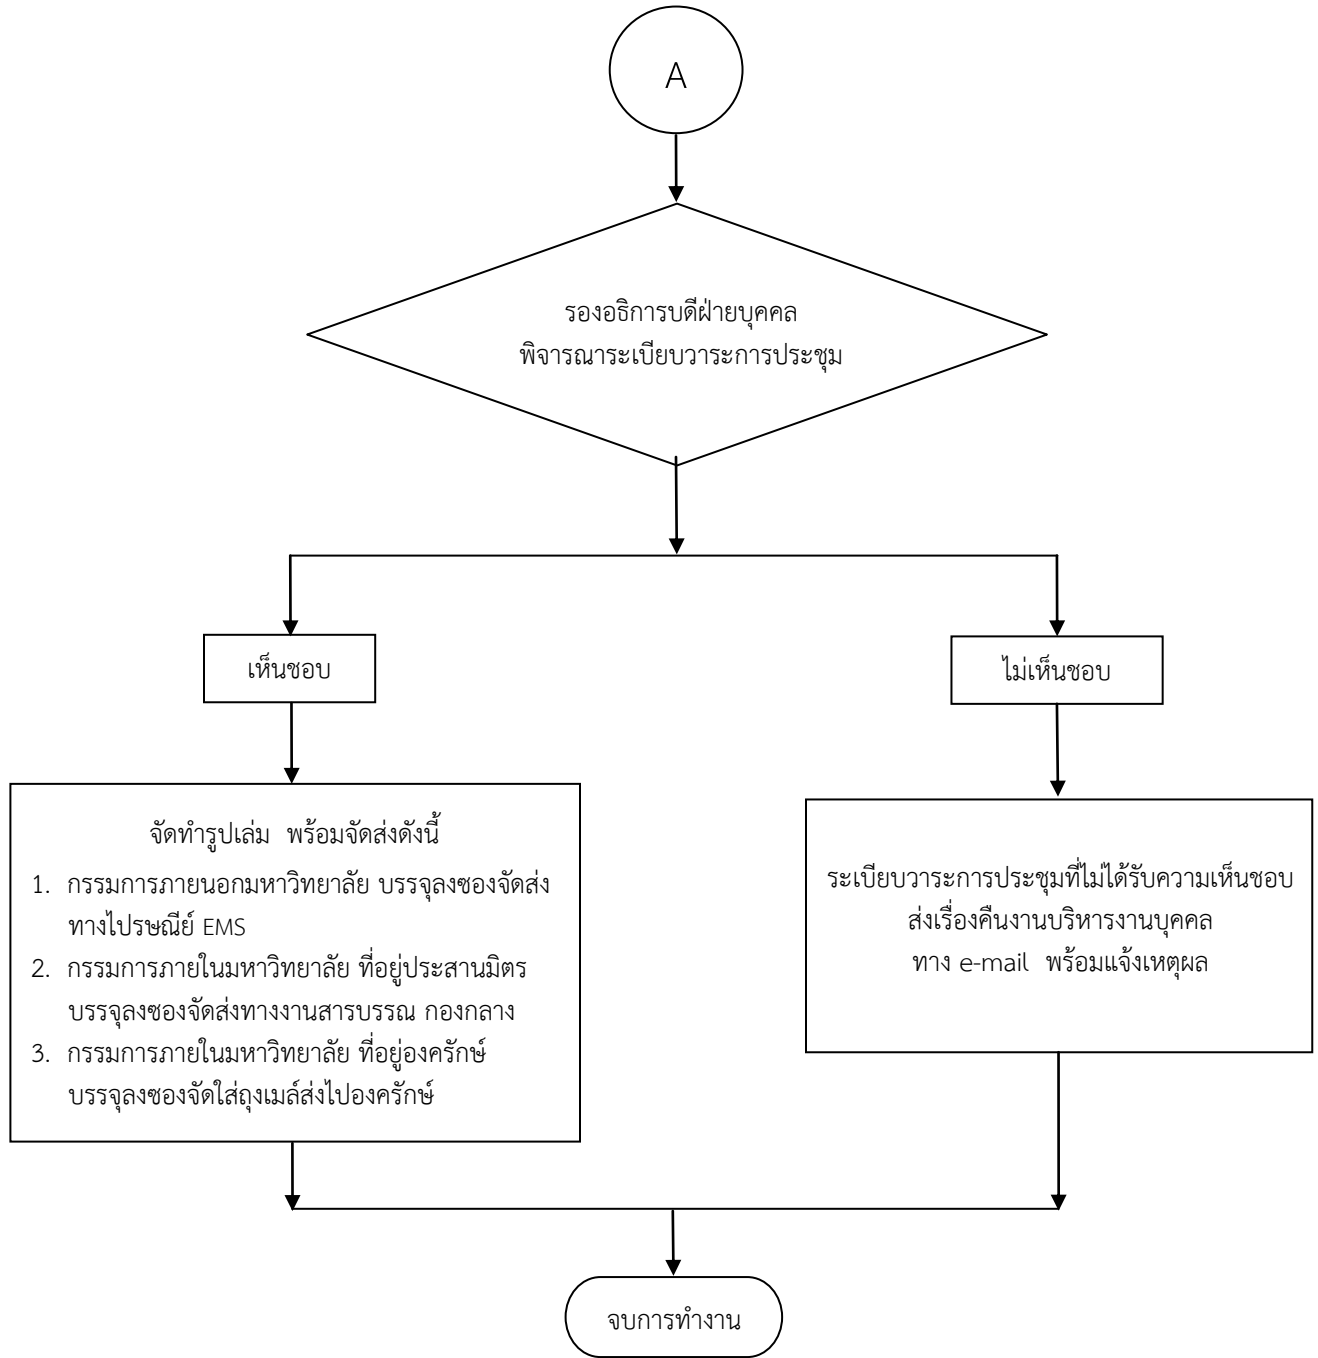 A
รองอธิการบดีฝ่ายบุคคล
พิจารณาระเบียบวาระการประชุม
เห็นชอบ
ไม่เห็นชอบ
จัดทำรูปเล่ม พร้อมจัดส่งดังนี้
1. กรรมการภายนอกมหาวิทยาลัย บรรจุลงซองจัดส่ง
ทางไปรษณีย์ EMS
2. กรรมการภายในมหาวิทยาลัย ที่อยู่ประสานมิตร
บรรจุลงซองจัดส่งทางงานสารบรรณ กองกลาง
3. กรรมการภายในมหาวิทยาลัย ที่อยู่องครักษ์
บรรจุลงซองจัดใส่ถุงเมล์ส่งไปองครักษ์
ระเบียบวาระการประชุมที่ไม่ได้รับความเห็นชอบ
ส่งเรื่องคืนงานบริหารงานบุคคล
ทาง e-mail พร้อมแจ้งเหตุผล
จบการทำงาน